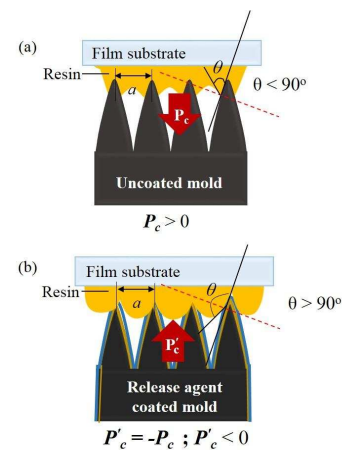 (a)
Film substrate
Resin
a
θ
θ < 90°
Pc
Uncoated mold
Pc > 0
(b)
Film substrate
Resin
a
θ
θ > 90°
P'c
Release agent
coated mold
P'c = -Pc ; P'c < 0